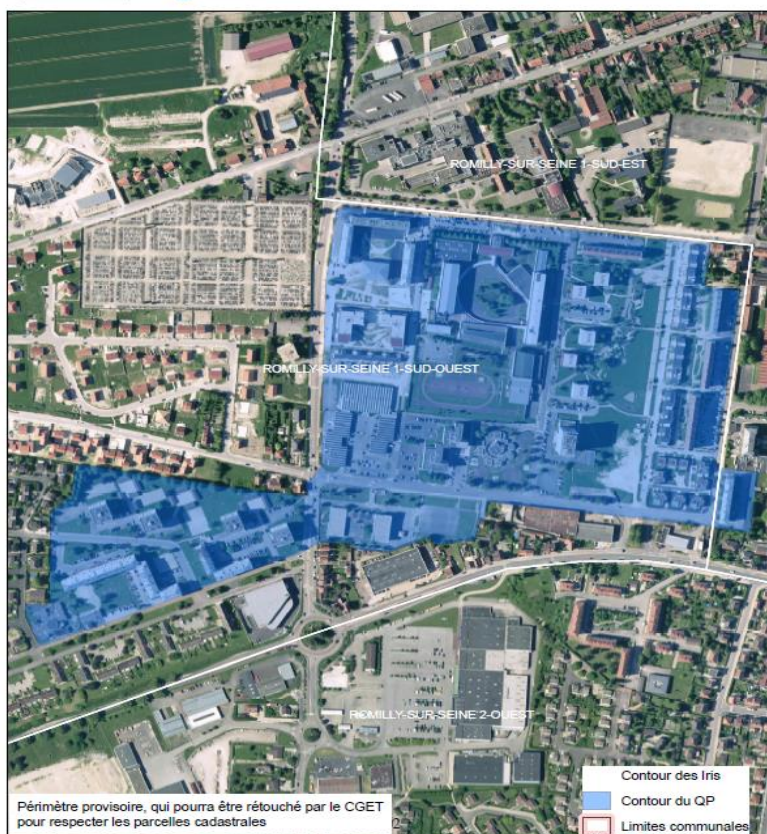 ROMILLY-SUR-SEINE 1-SUD-EST
ROMILLY-SUR-SEINE 1-SUD-OUEST
ROMILLY-SUR-SEINE 2-OUEST
Périmètre provisoire, qui pourra être rétouché par le CGET
pour respecter les parcelles cadastrales
2
Contour des Iris
Contour du QP
Limites communales